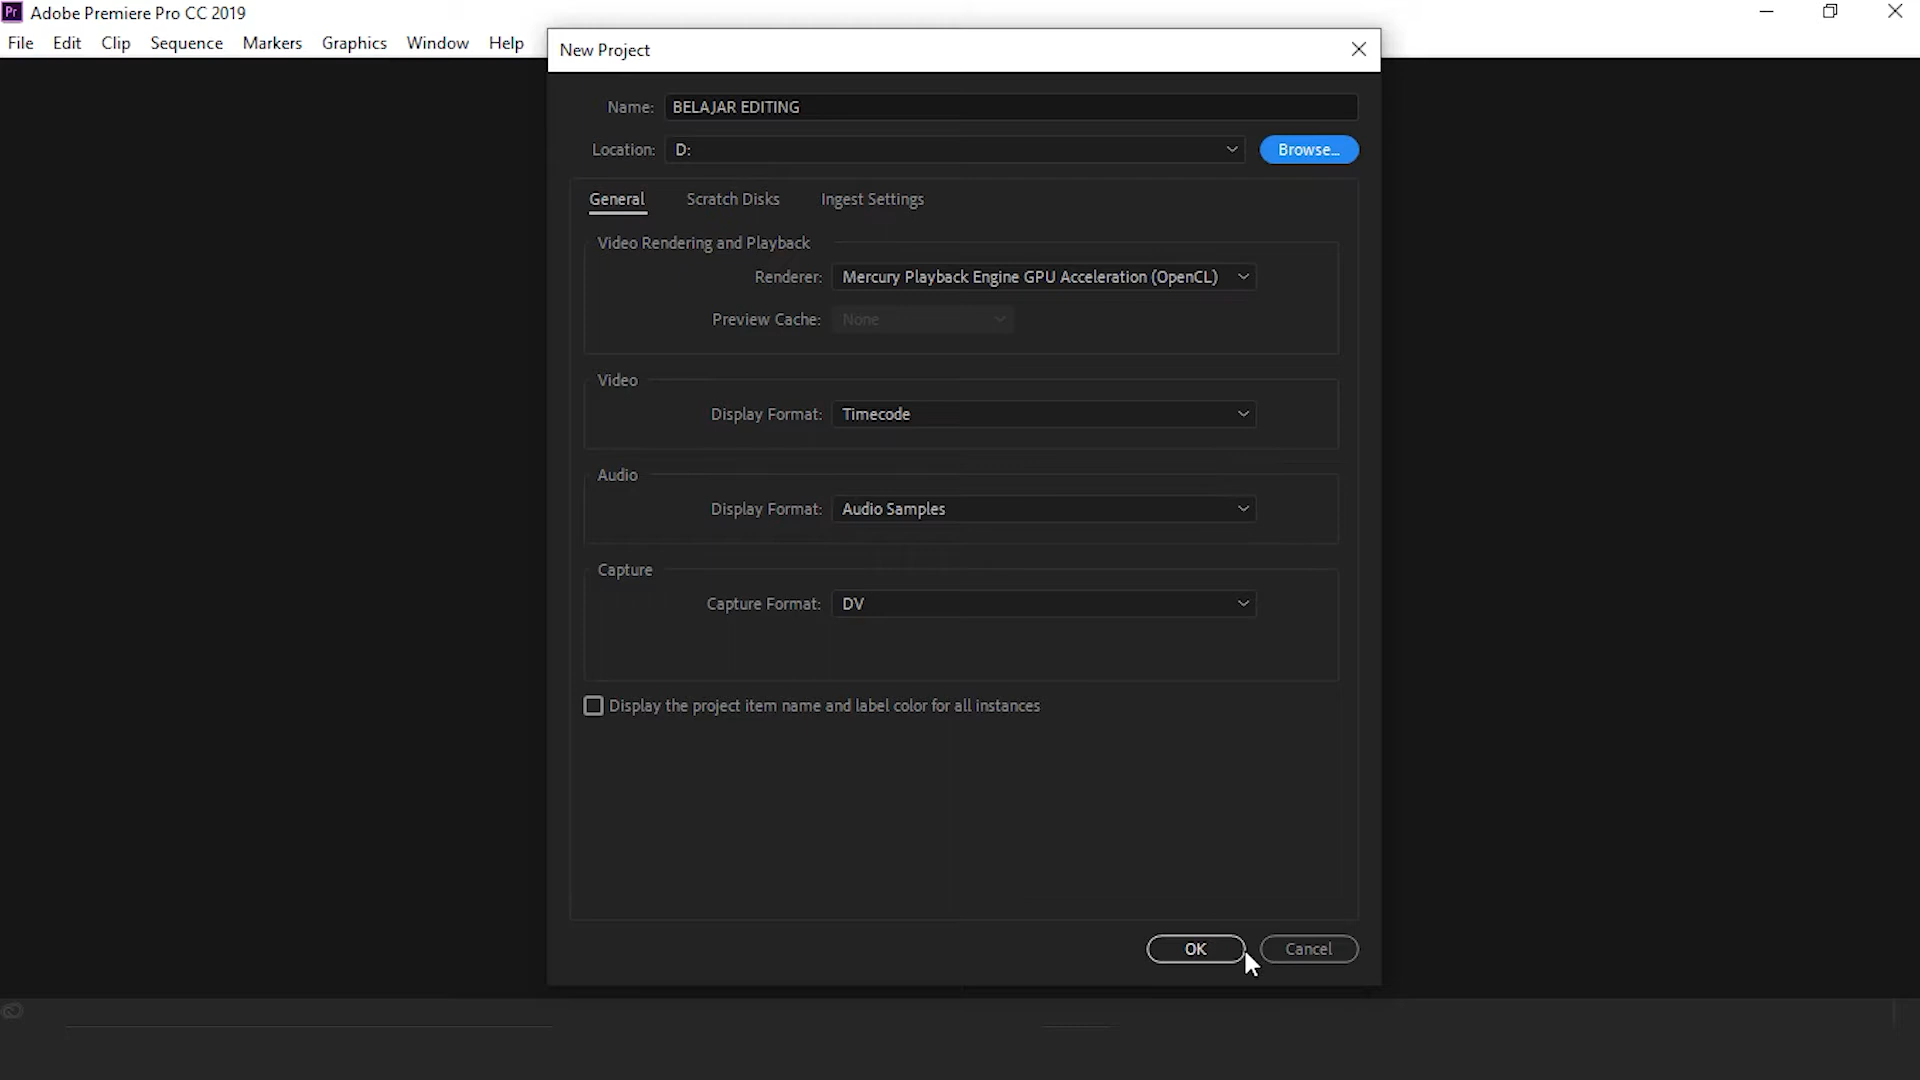 Pr Adobe Premiere Pro CC 2019
File Edit Clip Sequence Markers Graphics Window Help
New Project
Name: BELAJAR EDITING
Location: D: Browse...
General Scratch Disks Ingest Settings
Video Rendering and Playback
Renderer: Mercury Playback Engine GPU Acceleration (OpenCL)
Preview Cache: None
Video
Display Format: Timecode
Audio
Display Format: Audio Samples
Capture
Capture Format: DV
Display the project item name and label color for all instances
OK Cancel